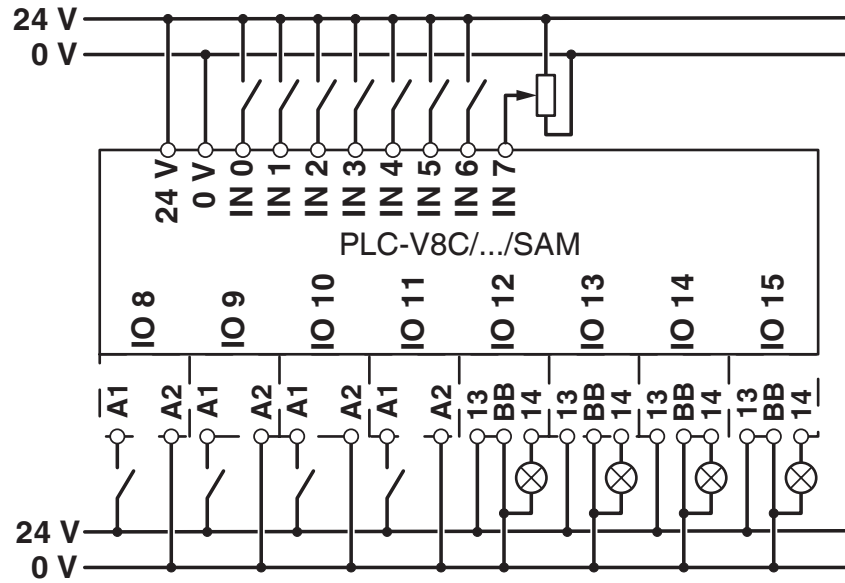 24 V
0 V
24 V 0 V IN 0 IN 1 IN 2 IN 3 IN 4 IN 5 IN 6 IN 7
PLC-V8C/.../SAM
IO 8 IO 9 IO 10 IO 11 IO 12 IO 13 IO 14 IO 15
A1 A2 A1 A2 A1 A2 A1 A2 13 BB 14 13 BB 14 13 BB 14 13 BB 14
24 V
0 V